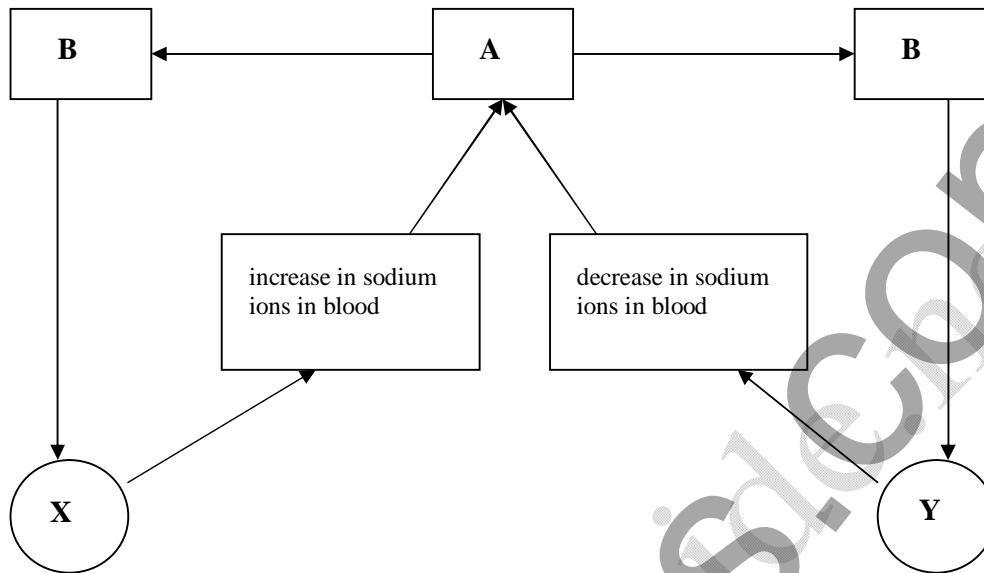 B
A
B
increase in sodium
ions in blood
decrease in sodium
ions in blood
X
Y